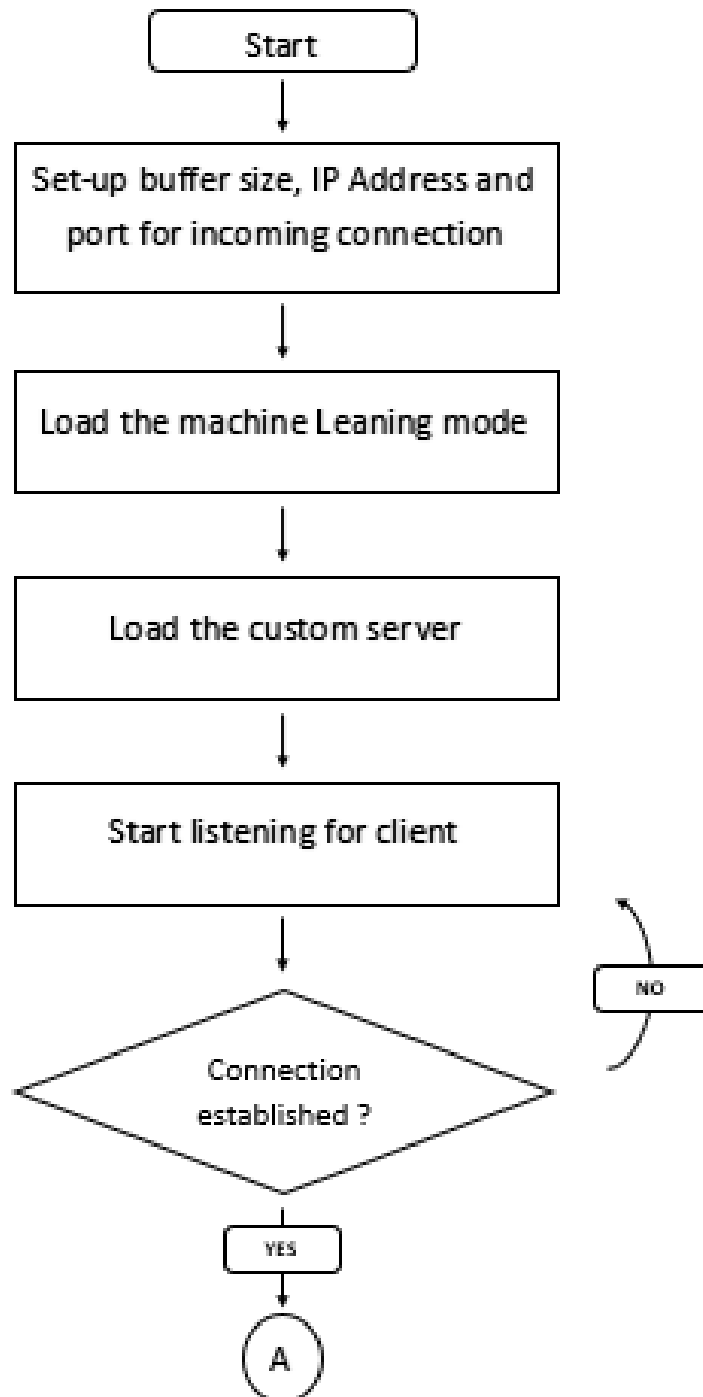 Start
Set-up buffer size, IP Address and
port for incoming connection
Load the machine Leaning mode
Load the custom server
Start listening for client
NO
Connection
established ?
YES
A